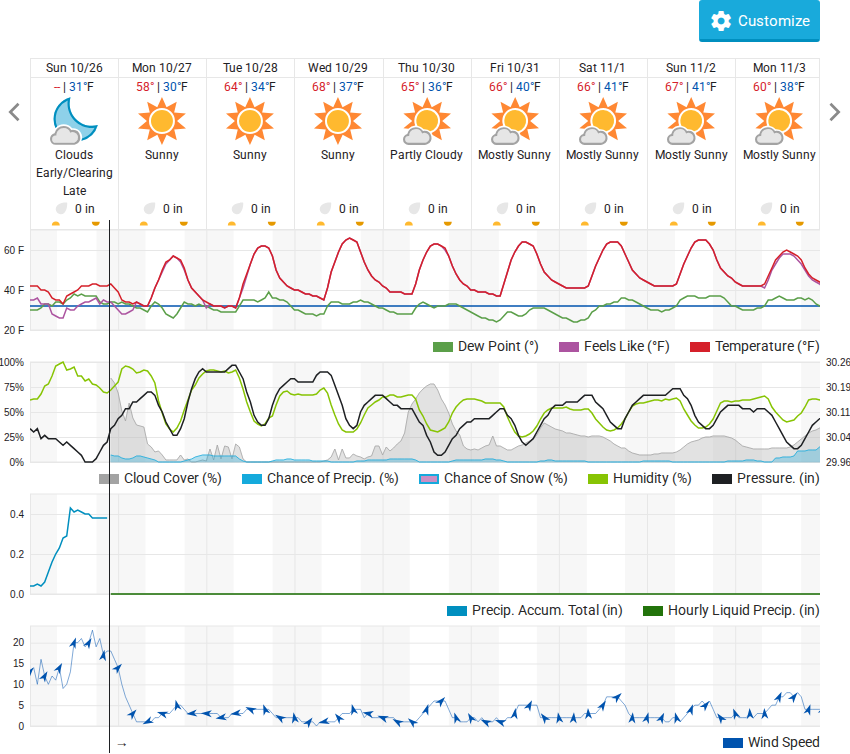 Customize
Sun 10/26 Mon 10/27 Tue 10/28 Wed 10/29 Thu 10/30 Fri 10/31 Sat 11/1 Sun 11/2 Mon 11/3
– | 31°F 58° | 30°F 64° | 34°F 68° | 37°F 65° | 36°F 66° | 40°F 66° | 41°F 67° | 41°F 60° | 38°F
Clouds Sunny Sunny Sunny Partly Cloudy Mostly Sunny Mostly Sunny Mostly Sunny Mostly Sunny
Early/Clearing
Late
0 in 0 in 0 in 0 in 0 in 0 in 0 in 0 in 0 in
60 F
40 F
20 F
Dew Point (°) Feels Like (°F) Temperature (°F)
100% 30.26
75% 30.19
50% 30.11
25% 30.04
0% 29.96
Cloud Cover (%) Chance of Precip. (%) Chance of Snow (%) Humidity (%) Pressure. (in)
0.4
0.2
0.0
Precip. Accum. Total (in) Hourly Liquid Precip. (in)
20
15
10
5
0
→
Wind Speed